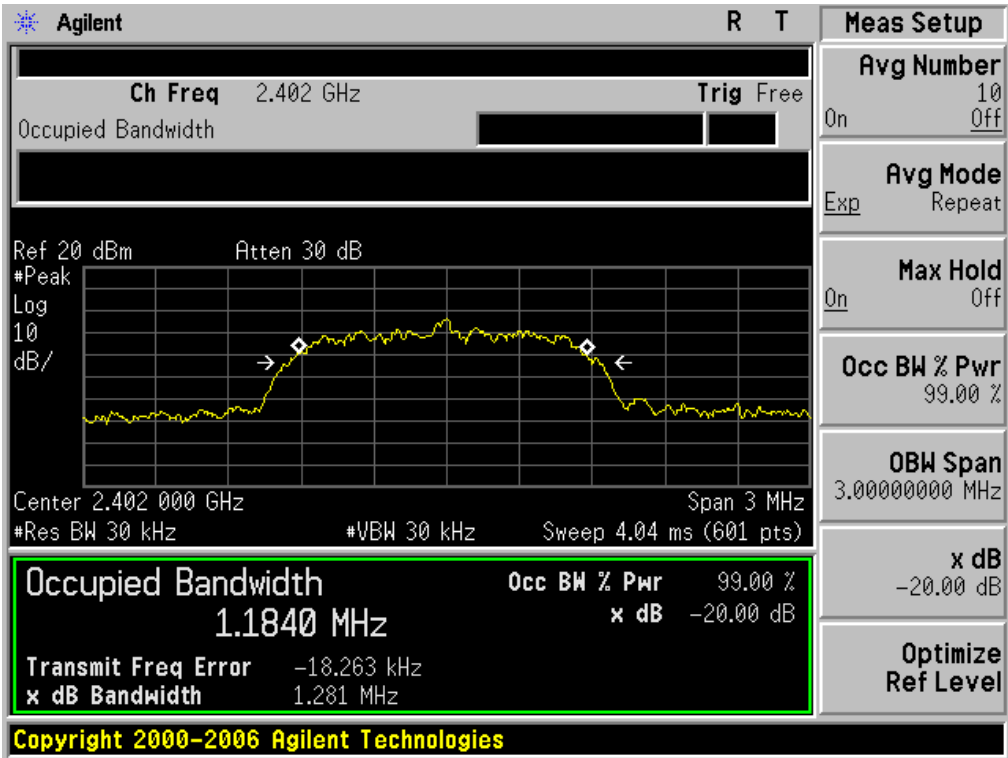 Agilent R T
Ch Freq 2.402 GHz Trig Free
Occupied Bandwidth
Ref 20 dBm Atten 30 dB
#Peak
Log
10
dB/
Center 2.402 000 GHz Span 3 MHz
#Res BW 30 kHz #VBW 30 kHz Sweep 4.04 ms (601 pts)
Occupied Bandwidth Occ BW % Pwr 99.00 %
1.1840 MHz x dB -20.00 dB
Transmit Freq Error -18.263 kHz
x dB Bandwidth 1.281 MHz
Copyright 2000-2006 Agilent Technologies
Meas Setup
Avg Number
10
On Off
Avg Mode
Exp Repeat
Max Hold
On Off
Occ BW % Pwr
99.00 %
OBW Span
3.00000000 MHz
x dB
-20.00 dB
Optimize
Ref Level